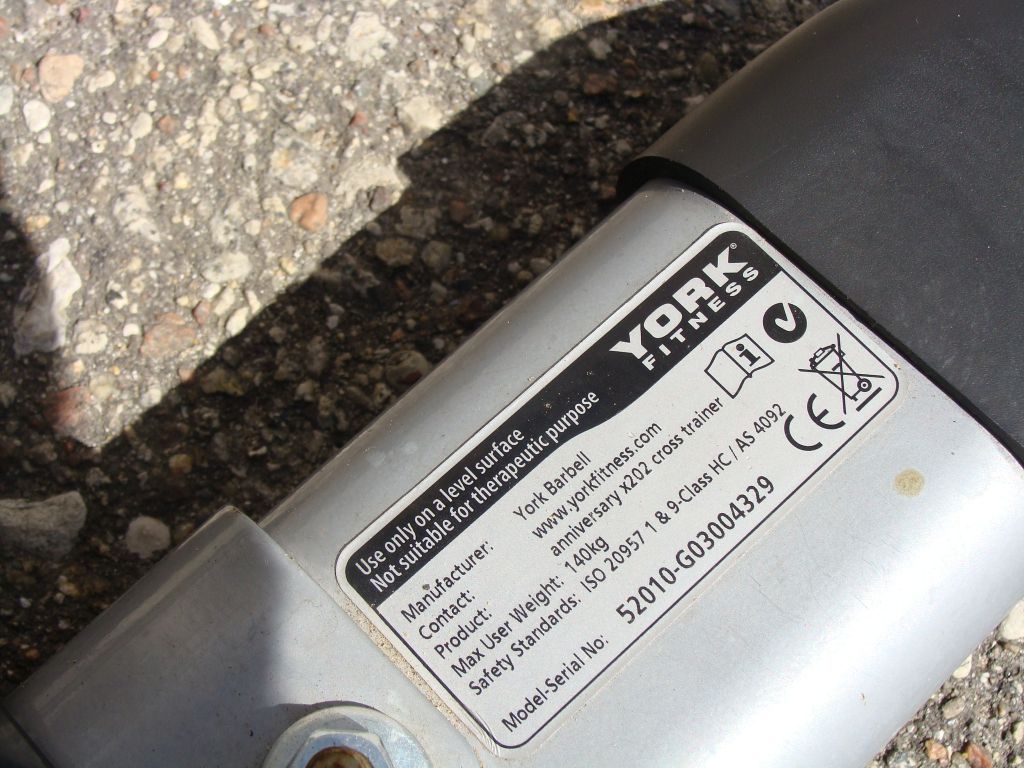 YORK®
FITNESS
Use only on a level surface
Not suitable for therapeutic purpose
Manufacturer: York Barbell
Contact: www.yorkfitness.com
Product: anniversary x202 cross trainer
Max User Weight: 140kg
Safety Standards: ISO 20957 1 & 9-Class HC / AS 4092
Model-Serial No: 52010-G03004329
i
CE